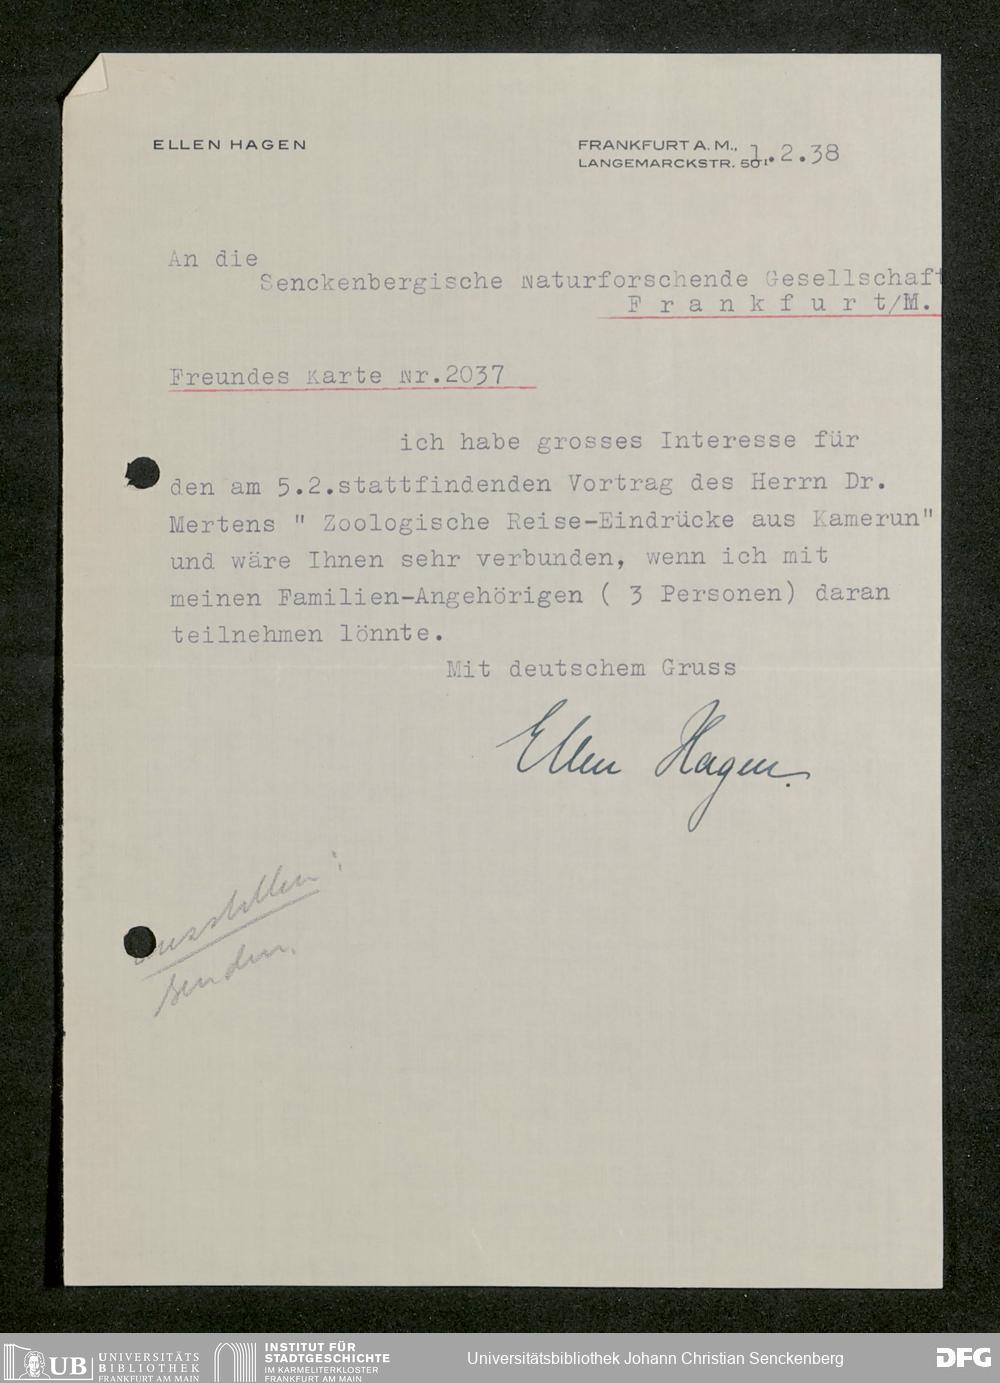 ELLEN HAGEN
FRANKFURT A. M., 1.2.38
LANGEMARCKSTR. 50 I.
An die
Senckenbergische Naturforschende Gesellschaft
F r a n k f u r t/M.
Freundes Karte Nr.2037
ich habe grosses Interesse für
den am 5.2.stattfindenden Vortrag des Herrn Dr.
Mertens " Zoologische Reise-Eindrücke aus Kamerun"
und wäre Ihnen sehr verbunden, wenn ich mit
meinen Familien-Angehörigen ( 3 Personen) daran
teilnehmen lönnte.
Mit deutschem Gruss
Ellen Hagen.
ausstellen!
senden.
UB UNIVERSITÄTS
BIBLIOTHEK
FRANKFURT AM MAIN
INSTITUT FÜR
STADTGESCHICHTE
IM KARMELITERKLOSTER
FRANKFURT AM MAIN
Universitätsbibliothek Johann Christian Senckenberg
DFG